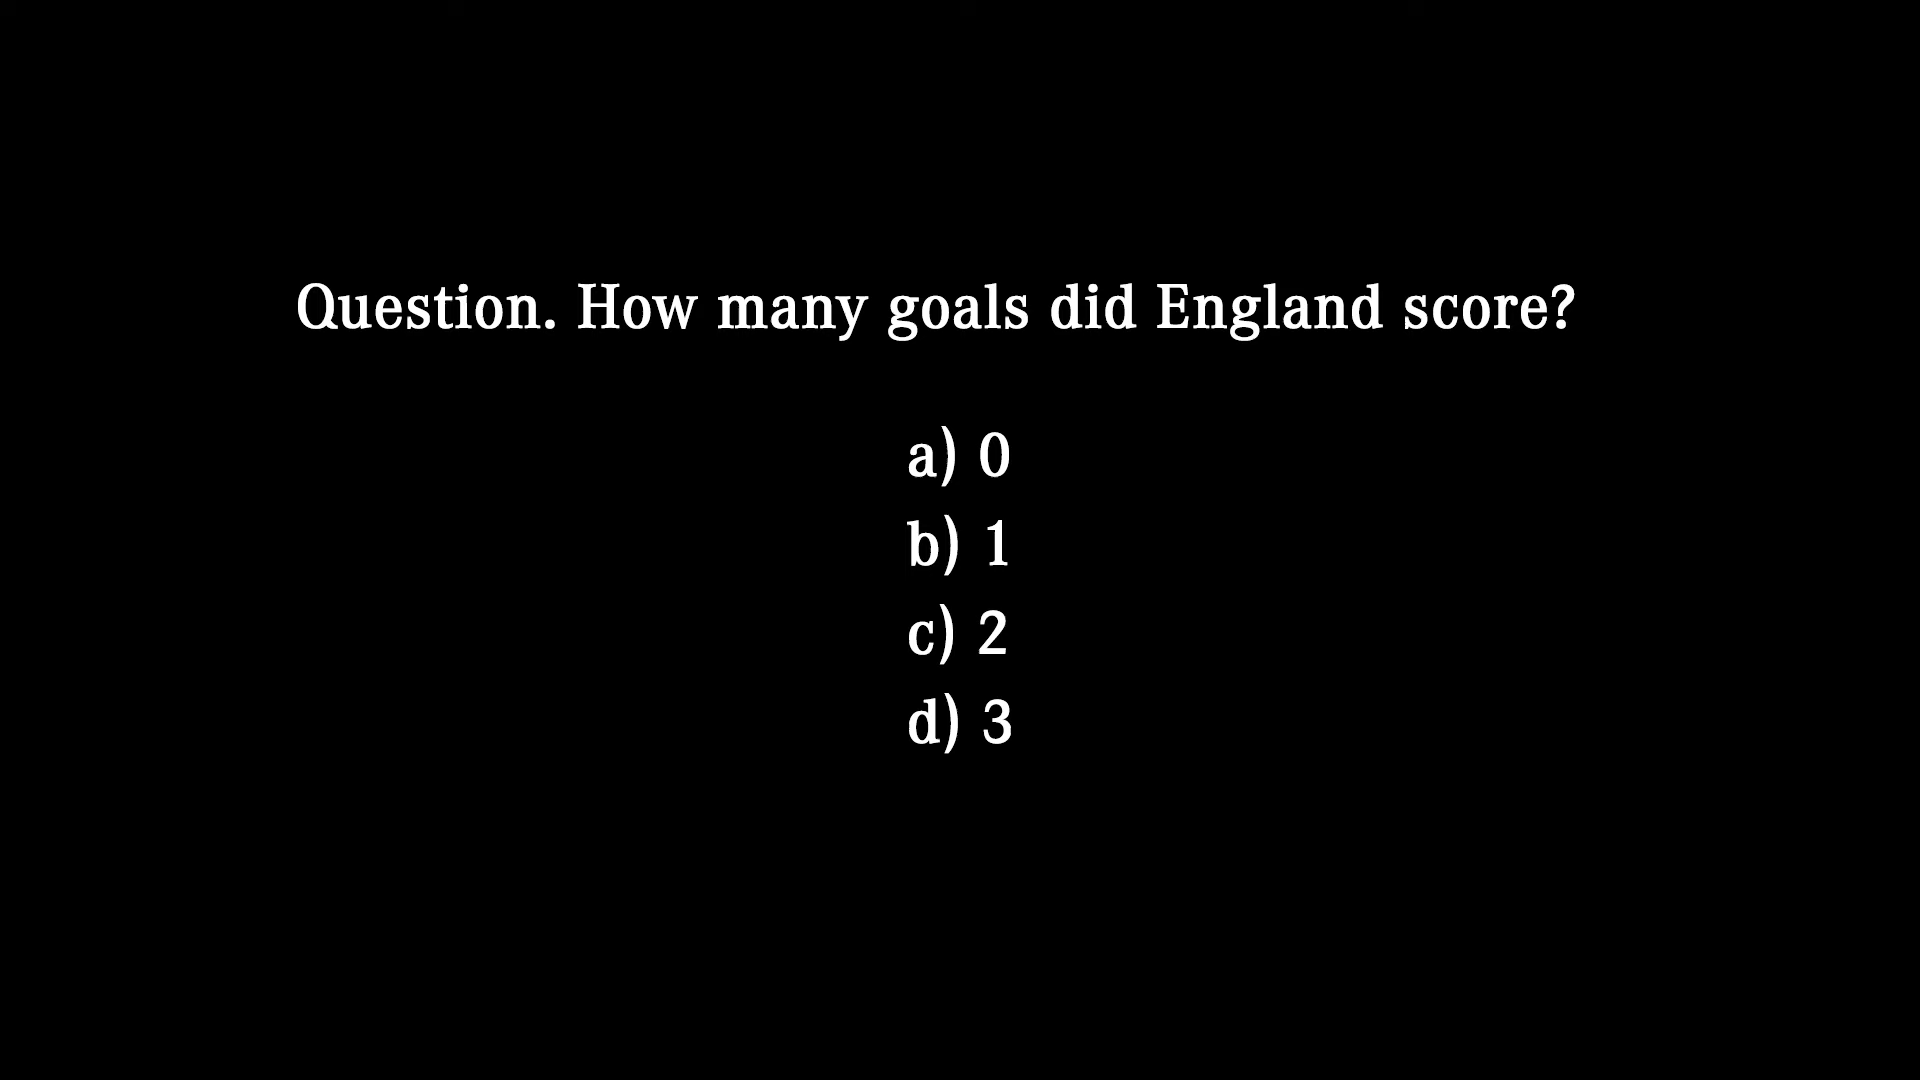 Question. How many goals did England score?
a) 0
b) 1
c) 2
d) 3